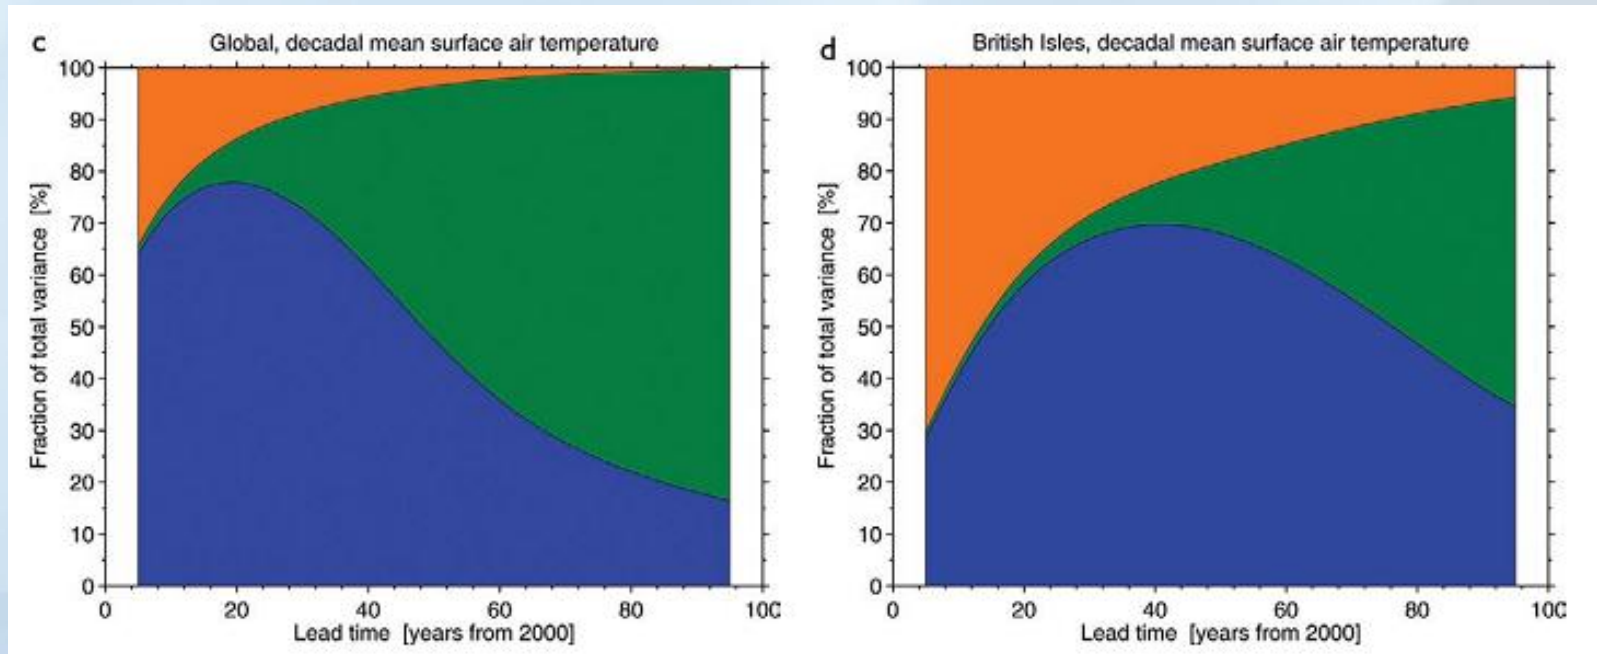 c
Global, decadal mean surface air temperature
100
90
80
70
60
50
40
30
20
10
0
Fraction of total variance [%]
0 20 40 60 80 100
Lead time [years from 2000]
d
British Isles, decadal mean surface air temperature
100
90
80
70
60
50
40
30
20
10
0
Fraction of total variance [%]
0 20 40 60 80 100
Lead time [years from 2000]